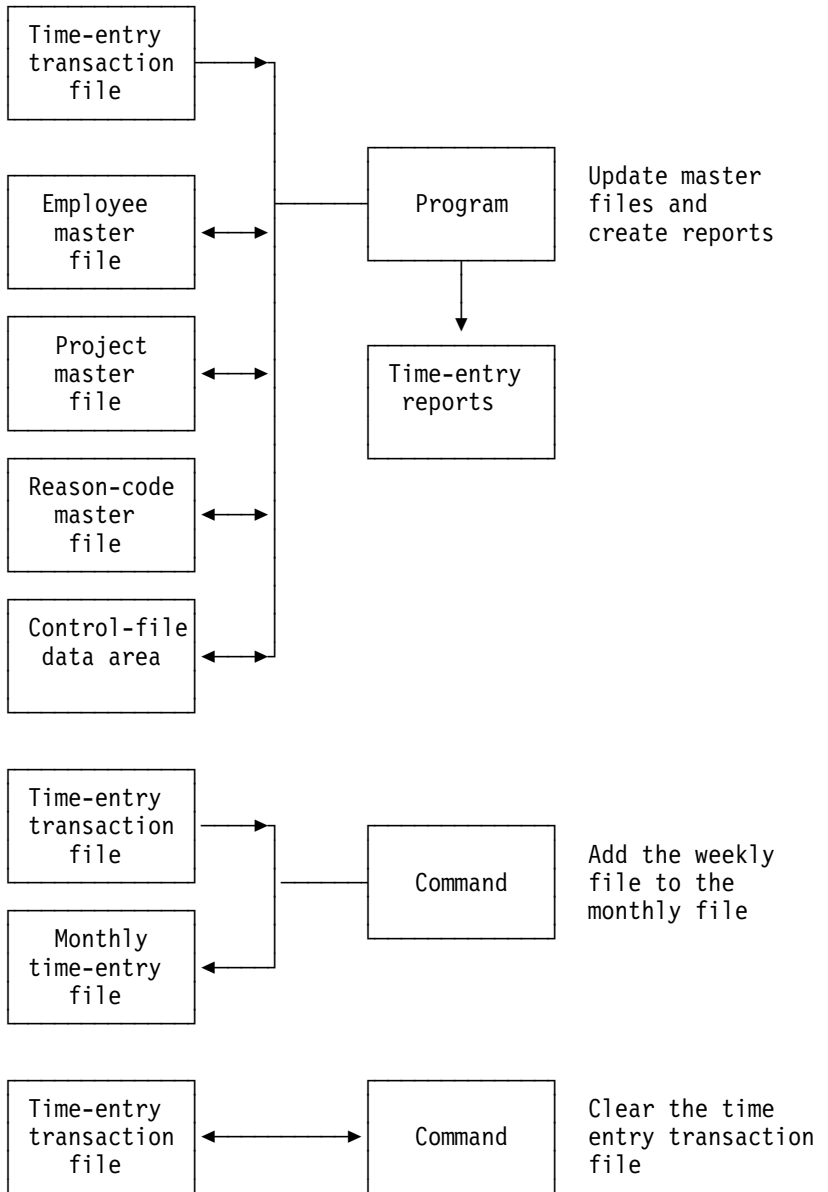 Time-entry
transaction
file
Employee
master
file
Project
master
file
Reason-code
master
file
Control-file
data area
Program
Update master
files and
create reports
Time-entry
reports
Time-entry
transaction
file
Monthly
time-entry
file
Command
Add the weekly
file to the
monthly file
Time-entry
transaction
file
Command
Clear the time
entry transaction
file